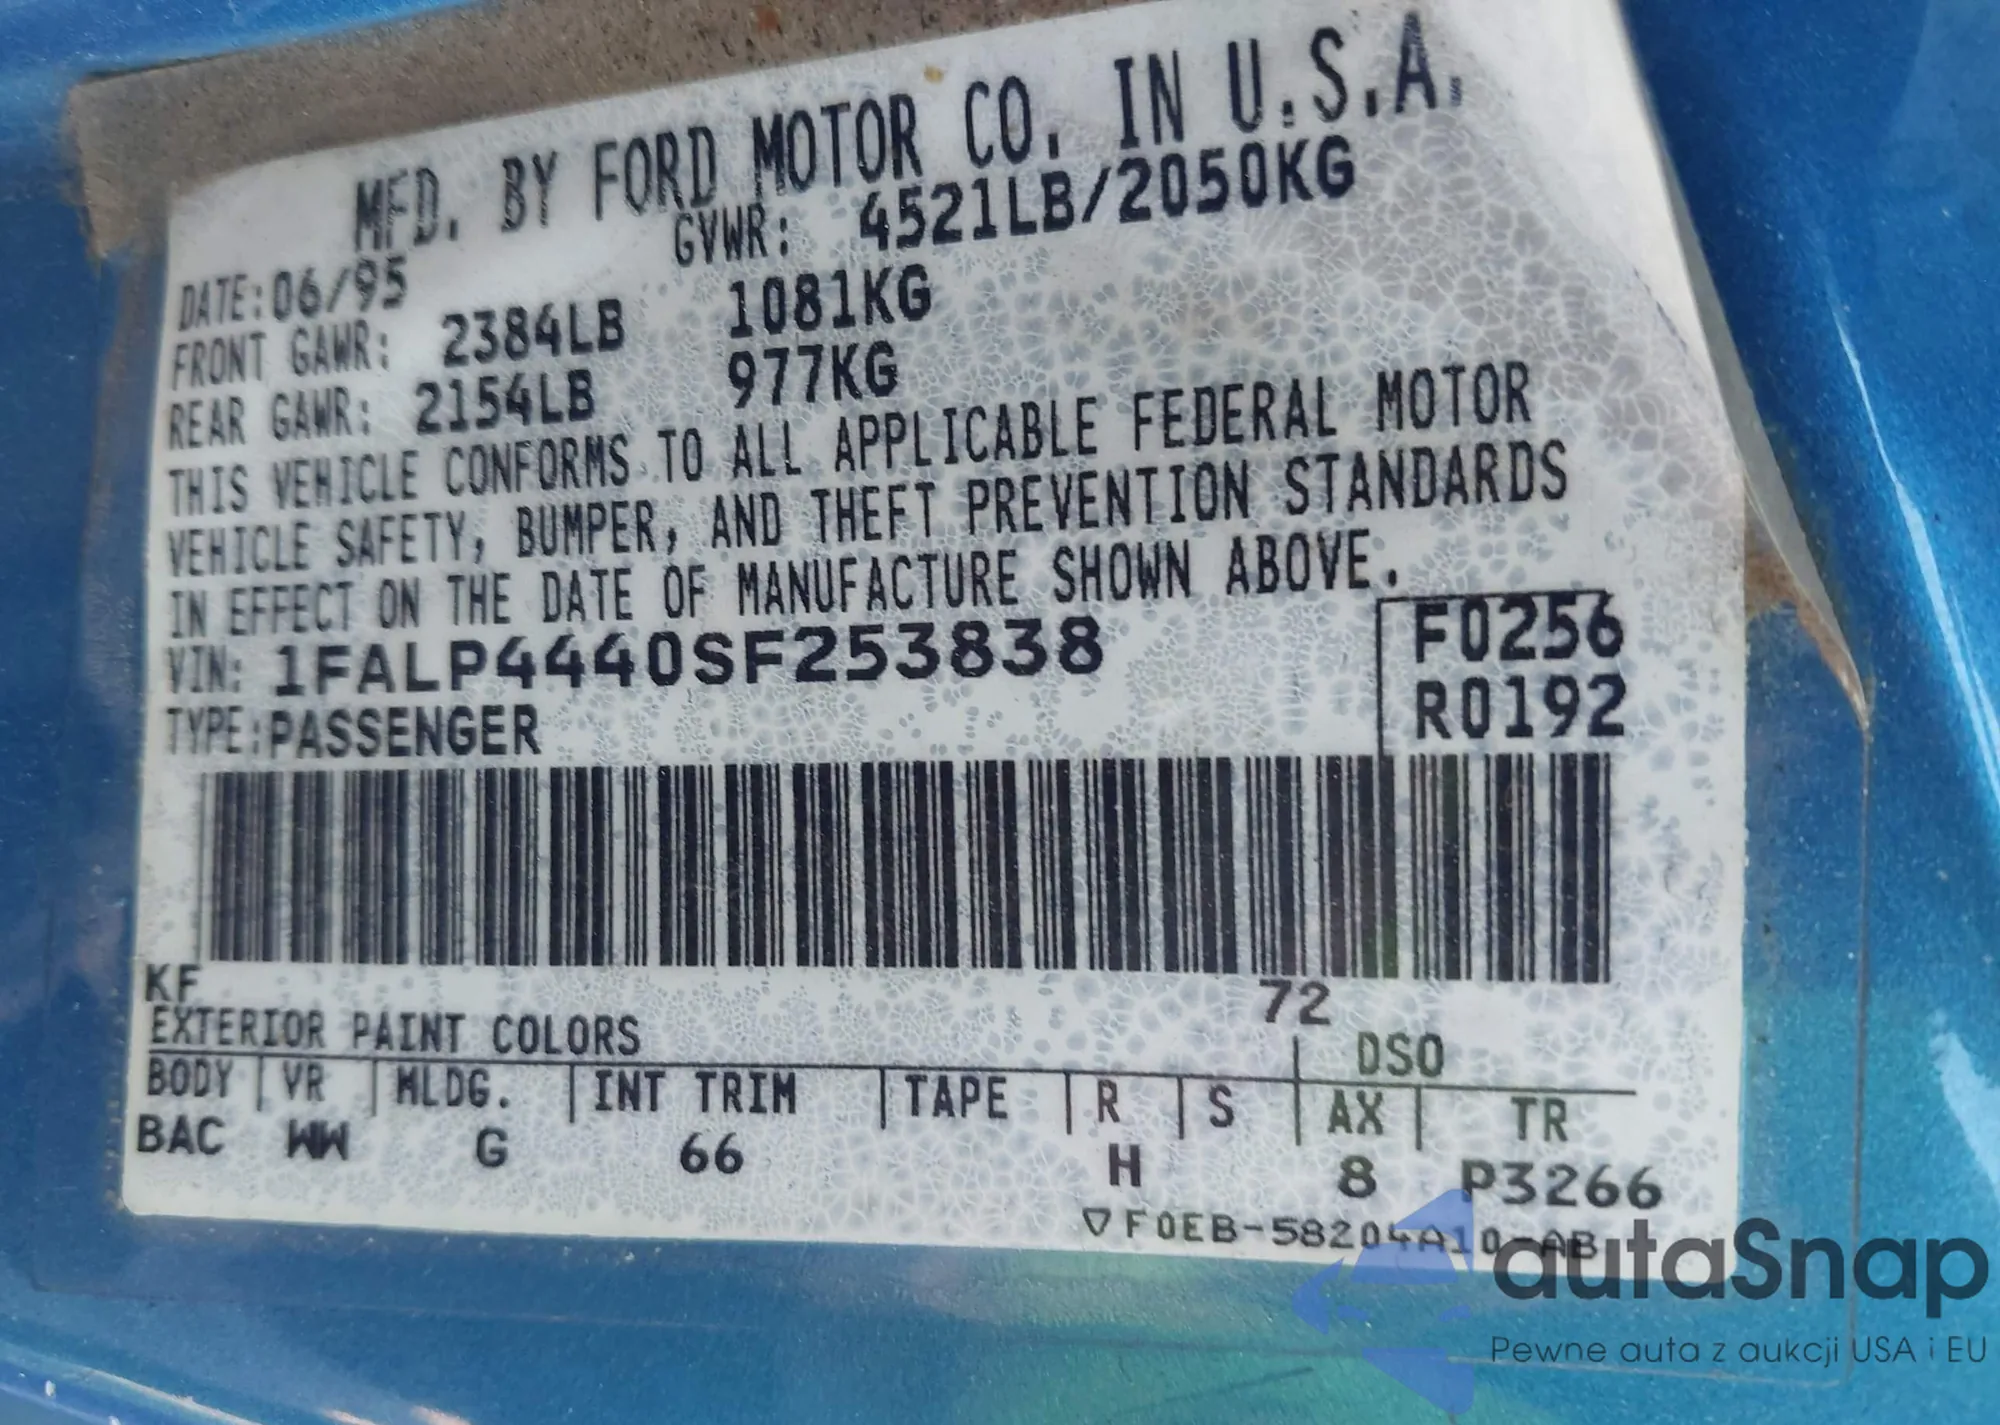 MFD. BY FORD MOTOR CO. IN U.S.A.
DATE:06/95 GVWR: 4521LB/2050KG
FRONT GAWR: 2384LB 1081KG
REAR GAWR: 2154LB 977KG
THIS VEHICLE CONFORMS TO ALL APPLICABLE FEDERAL MOTOR
VEHICLE SAFETY, BUMPER, AND THEFT PREVENTION STANDARDS
IN EFFECT ON THE DATE OF MANUFACTURE SHOWN ABOVE.
VIN: 1FALP4440SF253838
TYPE:PASSENGER
F0256
R0192
KF 72
EXTERIOR PAINT COLORS DSO
BODY VR MLDG. INT TRIM TAPE R S AX TR
BAC WW G 66 H 8 P3266
▽F0EB-58204A10-AB
autaSnap
Pewne auta z aukcji USA i EU